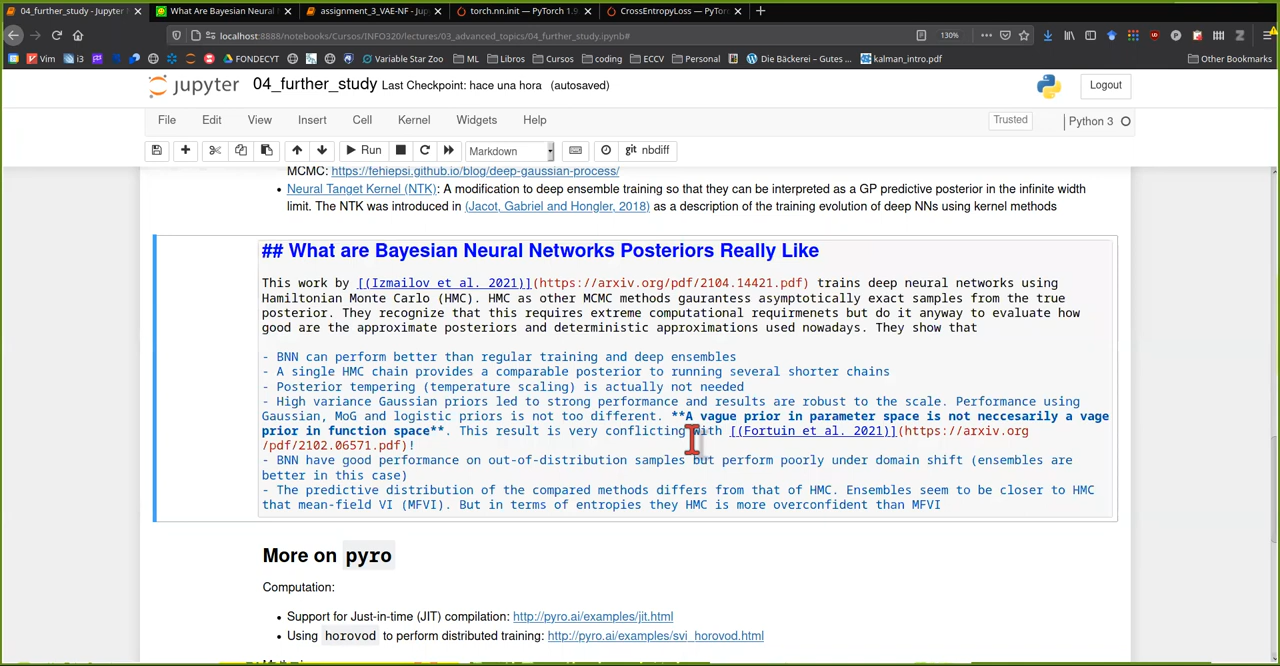 04_further_study - Jupyter N
What Are Bayesian Neural
assignment_3_VAE-NF - Jup
torch.nn.init — PyTorch 1.9
CrossEntropyLoss — PyTorc
localhost:8888/notebooks/Cursos/INFO320/lectures/03_advanced_topics/04_further_study.ipynb#
130%
Vim
i3
FONDECYT
Variable Star Zoo
ML
Libros
Cursos
coding
ECCV
Personal
Die Bäckerei – Gutes ...
kalman_intro.pdf
Other Bookmarks
jupyter 04_further_study Last Checkpoint: hace una hora (autosaved)
Logout
File Edit View Insert Cell Kernel Widgets Help
Trusted
Python 3
Run
Markdown
git nbdiff
MCMC: https://fehiepsi.github.io/blog/deep-gaussian-process/
• Neural Tanget Kernel (NTK): A modification to deep ensemble training so that they can be interpreted as a GP predictive posterior in the infinite width
limit. The NTK was introduced in (Jacot, Gabriel and Hongler, 2018) as a description of the training evolution of deep NNs using kernel methods
## What are Bayesian Neural Networks Posteriors Really Like
This work by [(Izmailov et al. 2021)](https://arxiv.org/pdf/2104.14421.pdf) trains deep neural networks using
Hamiltonian Monte Carlo (HMC). HMC as other MCMC methods gaurantess asymptotically exact samples from the true
posterior. They recognize that this requires extreme computational requirmenets but do it anyway to evaluate how
good are the approximate posteriors and deterministic approximations used nowadays. They show that
- BNN can perform better than regular training and deep ensembles
- A single HMC chain provides a comparable posterior to running several shorter chains
- Posterior tempering (temperature scaling) is actually not needed
- High variance Gaussian priors led to strong performance and results are robust to the scale. Performance using
Gaussian, MoG and logistic priors is not too different. **A vague prior in parameter space is not neccesarily a vage
prior in function space**. This result is very conflicting with [(Fortuin et al. 2021)](https://arxiv.org
/pdf/2102.06571.pdf)!
- BNN have good performance on out-of-distribution samples but perform poorly under domain shift (ensembles are
better in this case)
- The predictive distribution of the compared methods differs from that of HMC. Ensembles seem to be closer to HMC
that mean-field VI (MFVI). But in terms of entropies they HMC is more overconfident than MFVI
More on pyro
Computation:
• Support for Just-in-time (JIT) compilation: http://pyro.ai/examples/jit.html
• Using horovod to perform distributed training: http://pyro.ai/examples/svi_horovod.html